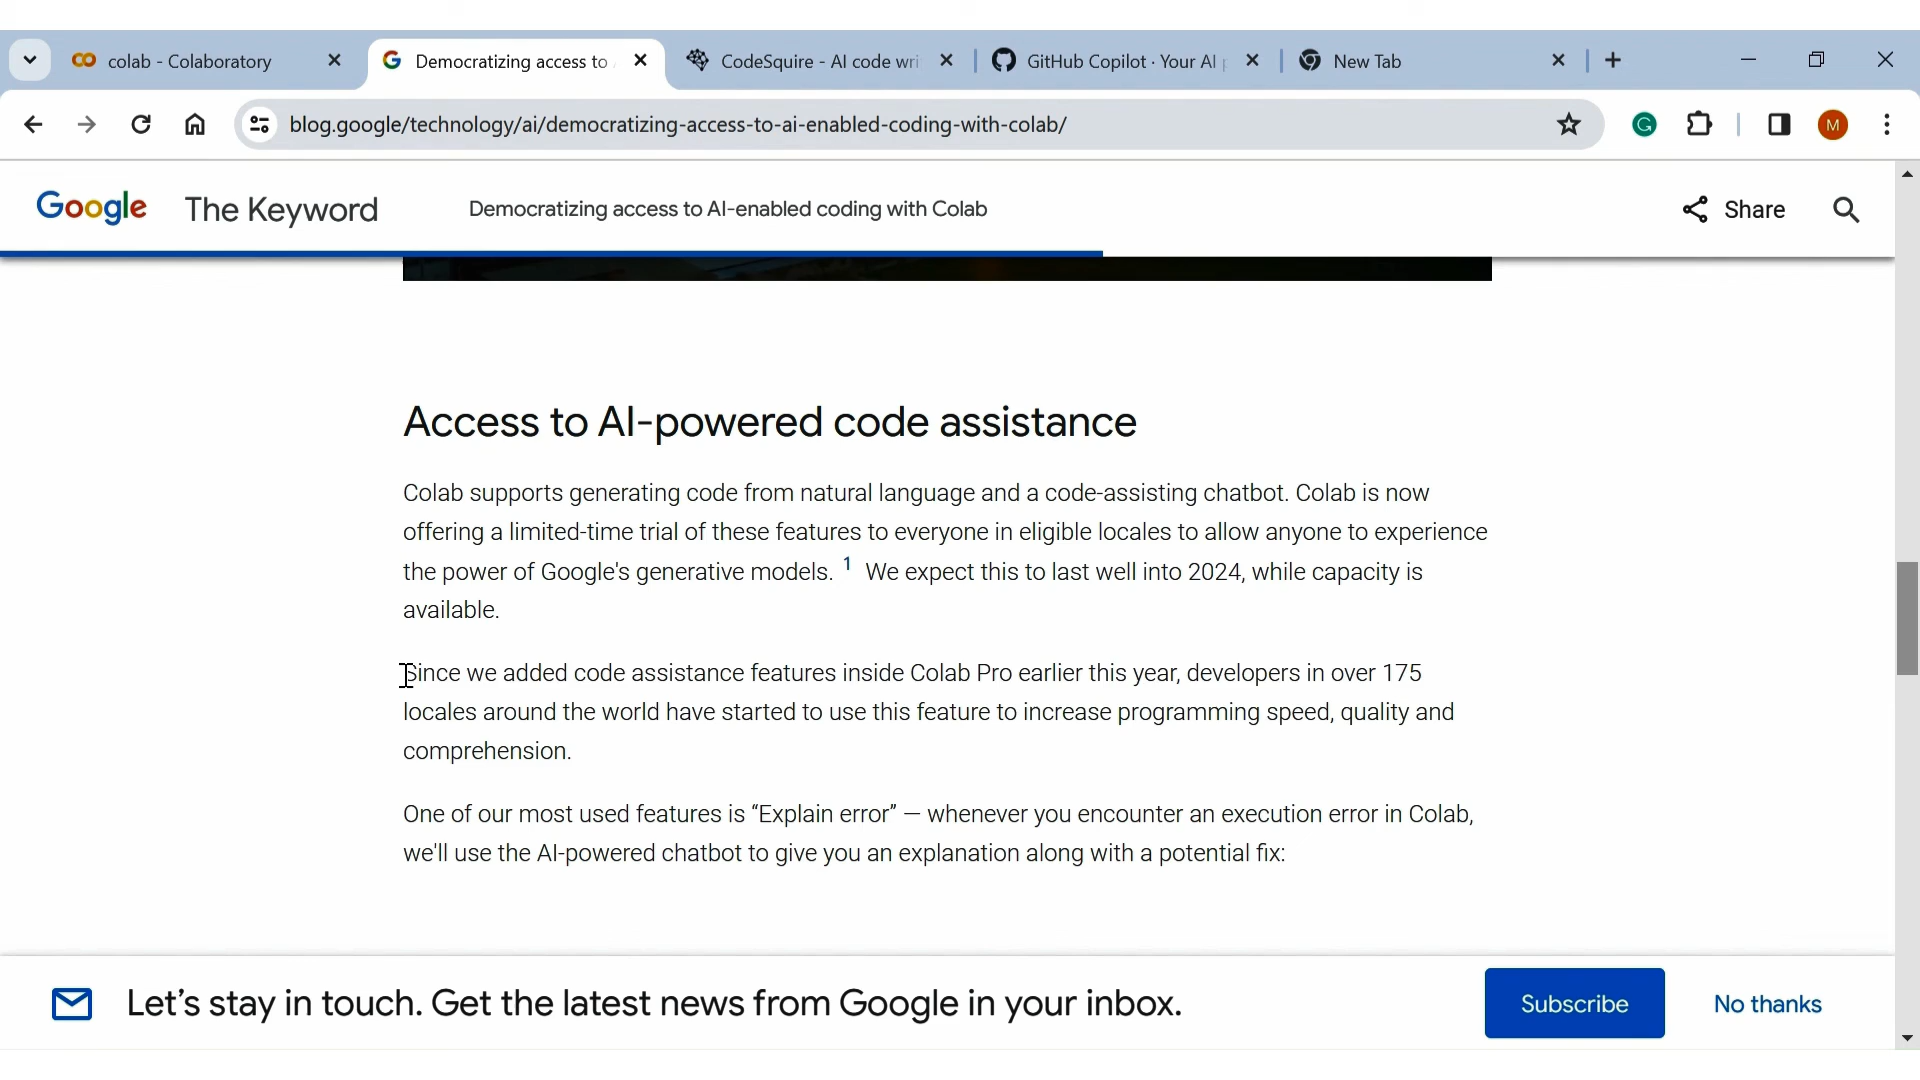 colab - Colaboratory
Democratizing access to
CodeSquire - AI code wri
GitHub Copilot · Your AI p
New Tab
blog.google/technology/ai/democratizing-access-to-ai-enabled-coding-with-colab/
M
Google The Keyword
Democratizing access to AI-enabled coding with Colab
Share
Access to AI-powered code assistance
Colab supports generating code from natural language and a code-assisting chatbot. Colab is now
offering a limited-time trial of these features to everyone in eligible locales to allow anyone to experience
the power of Google's generative models. 1 We expect this to last well into 2024, while capacity is
available.
Since we added code assistance features inside Colab Pro earlier this year, developers in over 175
locales around the world have started to use this feature to increase programming speed, quality and
comprehension.
One of our most used features is “Explain error” — whenever you encounter an execution error in Colab,
we'll use the AI-powered chatbot to give you an explanation along with a potential fix:
Let’s stay in touch. Get the latest news from Google in your inbox.
Subscribe
No thanks